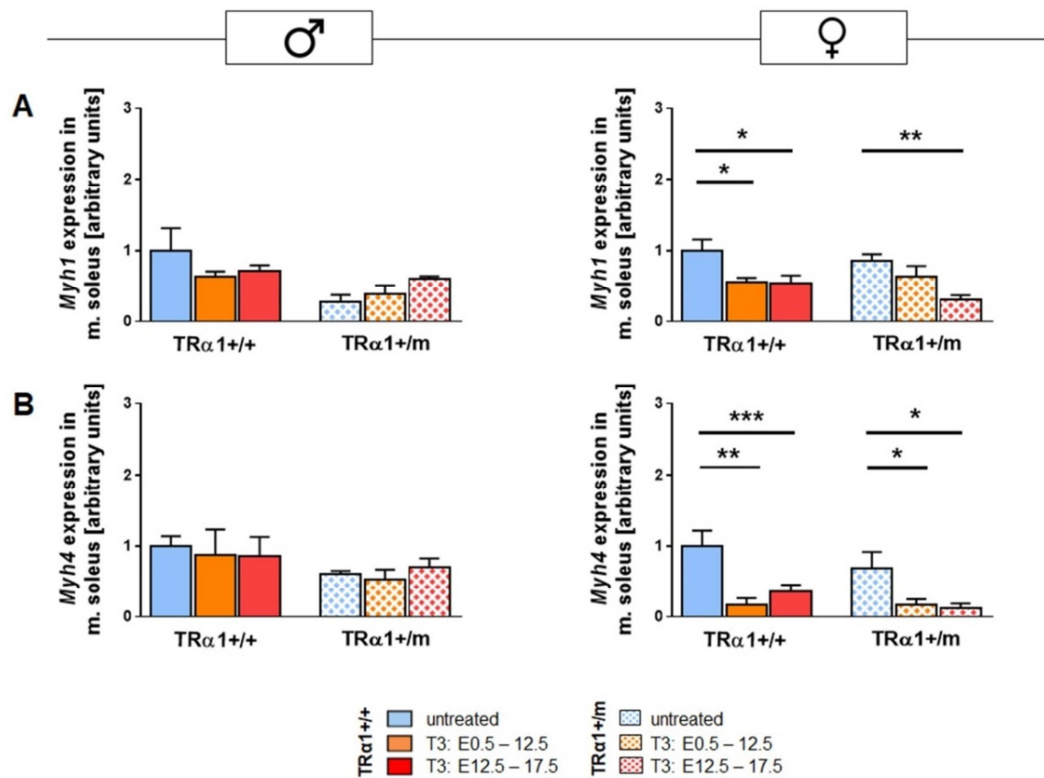 ♂ ♀
A
Myh1 expression in
m. soleus [arbitrary units]
3
2
1
0
TRα1+/+ TRα1+/m
Myh1 expression in
m. soleus [arbitrary units]
3
2
1
0
*
*
**
TRα1+/+ TRα1+/m
B
Myh4 expression in
m. soleus [arbitrary units]
3
2
1
0
TRα1+/+ TRα1+/m
Myh4 expression in
m. soleus [arbitrary units]
3
2
1
0
***
**
*
*
TRα1+/+ TRα1+/m
TRα1+/+
untreated
T3: E0.5 – 12.5
T3: E12.5 – 17.5
TRα1+/m
untreated
T3: E0.5 – 12.5
T3: E12.5 – 17.5